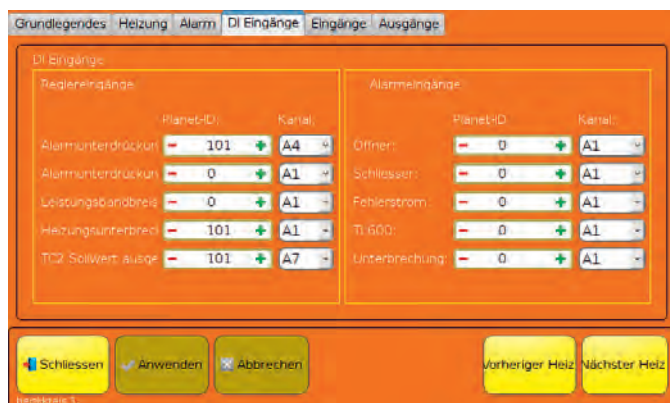 Grundlegendes Heizung Alarm DI Eingänge Eingänge Ausgänge
DI Eingänge
Reglereingänge
Planet-ID: Kanal:
Alarmunterdrückun - 101 + A4
Alarmunterdrückun - 0 + A1
Leistungsbandbreis - 0 + A1
Heizungsunterbrecl - 101 + A1
TC2 Sollwert ausge - 101 + A7
Alarmeingänge
Planet-ID: Kanal:
Öffner: - 0 + A1
Schliesser: - 0 + A1
Fehlerstrom: - 0 + A1
TI 600: - 0 + A1
Unterbrechung: - 0 + A1
Schliessen Anwenden Abbrechen Vorheriger Heiz Nächster Heiz